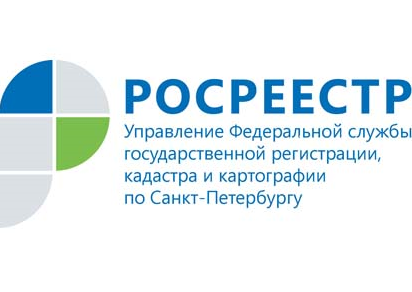 РОСРЕЕСТР
Управление Федеральной службы
государственной регистрации,
кадастра и картографии
по Санкт-Петербургу